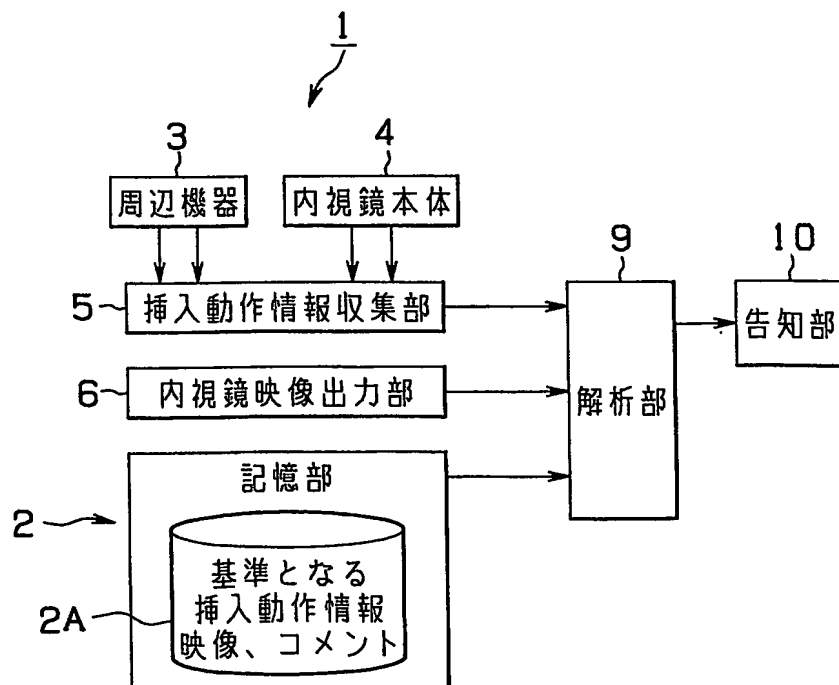 1
3
4
周辺機器
内視鏡本体
9
10
5
挿入動作情報収集部
告知部
6
内視鏡映像出力部
解析部
記憶部
2
基準となる
2A
挿入動作情報
映像、コメント